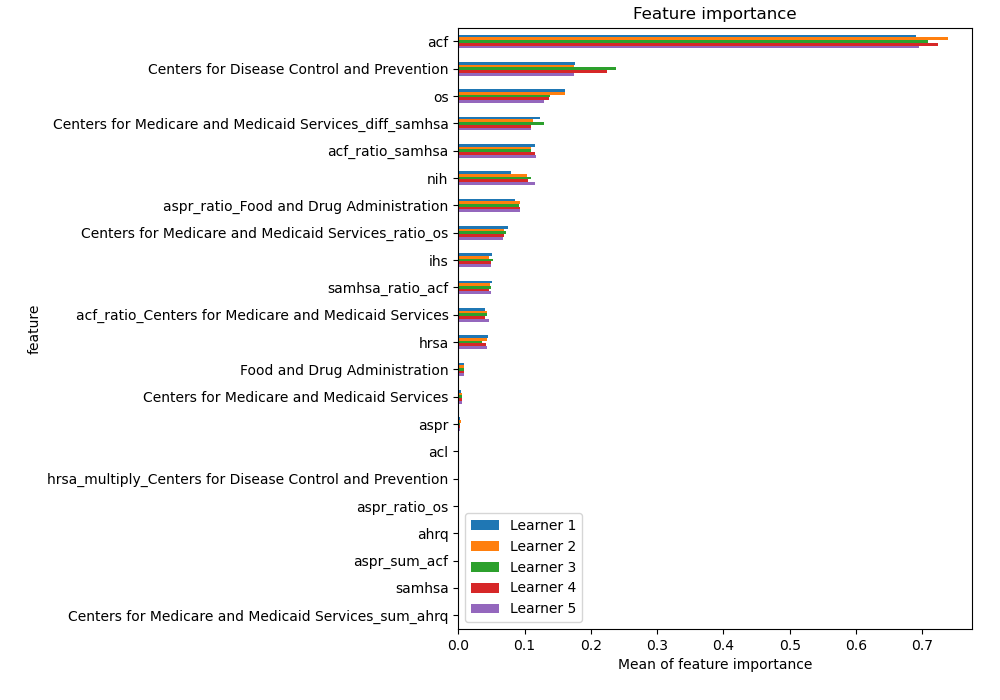 Feature importance
feature
acf
Centers for Disease Control and Prevention
os
Centers for Medicare and Medicaid Services_diff_samhsa
acf_ratio_samhsa
nih
aspr_ratio_Food and Drug Administration
Centers for Medicare and Medicaid Services_ratio_os
ihs
samhsa_ratio_acf
acf_ratio_Centers for Medicare and Medicaid Services
hrsa
Food and Drug Administration
Centers for Medicare and Medicaid Services
aspr
acl
hrsa_multiply_Centers for Disease Control and Prevention
aspr_ratio_os
ahrq
aspr_sum_acf
samhsa
Centers for Medicare and Medicaid Services_sum_ahrq
Learner 1
Learner 2
Learner 3
Learner 4
Learner 5
0.0 0.1 0.2 0.3 0.4 0.5 0.6 0.7
Mean of feature importance